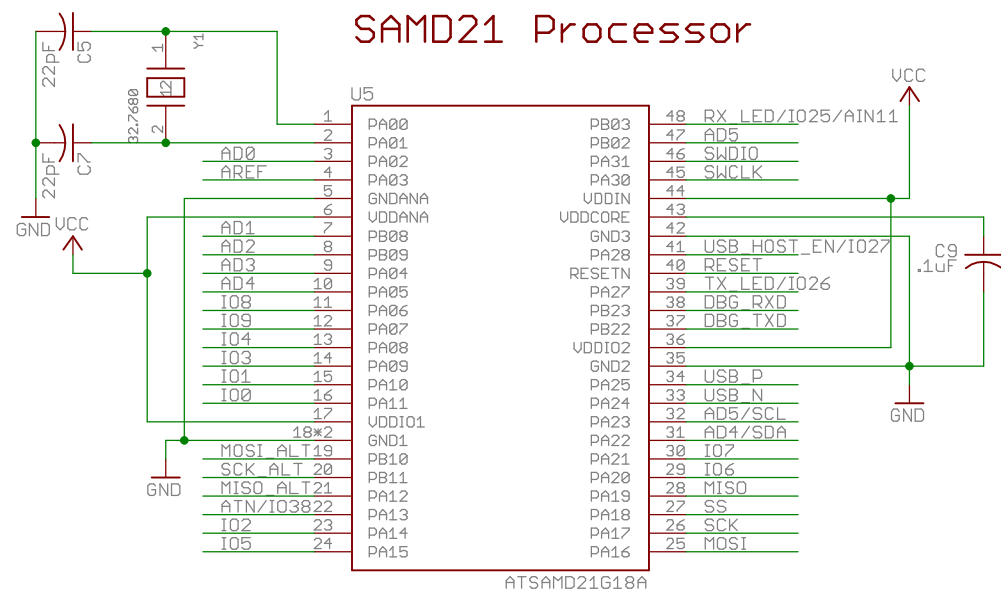 SAMD21 Processor
22pF
C5
1
Y1
12
32.7680
2
22pF
C7
GND
VCC
U5
1 PA00
2 PA01
AD0 3 PA02
AREF 4 PA03
5 GNDANA
6 VDDANA
AD1 7 PB08
AD2 8 PB09
AD3 9 PA04
AD4 10 PA05
IO8 11 PA06
IO9 12 PA07
IO4 13 PA08
IO3 14 PA09
IO1 15 PA10
IO0 16 PA11
17 VDDIO1
18*2 GND1
MOSI_ALT 19 PB10
SCK_ALT 20 PB11
MISO_ALT 21 PA12
ATN/IO38 22 PA13
IO2 23 PA14
IO5 24 PA15
GND
PB03 48 RX_LED/IO25/AIN11
PB02 47 AD5
PA31 46 SWDIO
PA30 45 SWCLK
VDDIN 44
VDDCORE 43
GND3 42
PA28 41 USB_HOST_EN/IO27
RESETN 40 RESET
PA27 39 TX_LED/IO26
PB23 38 DBG_RXD
PB22 37 DBG_TXD
VDDIO2 36
GND2 35
PA25 34 USB_P
PA24 33 USB_N
PA23 32 AD5/SCL
PA22 31 AD4/SDA
PA21 30 IO7
PA20 29 IO6
PA19 28 MISO
PA18 27 SS
PA17 26 SCK
PA16 25 MOSI
ATSAMD21G18A
VCC
C9
.1uF
GND